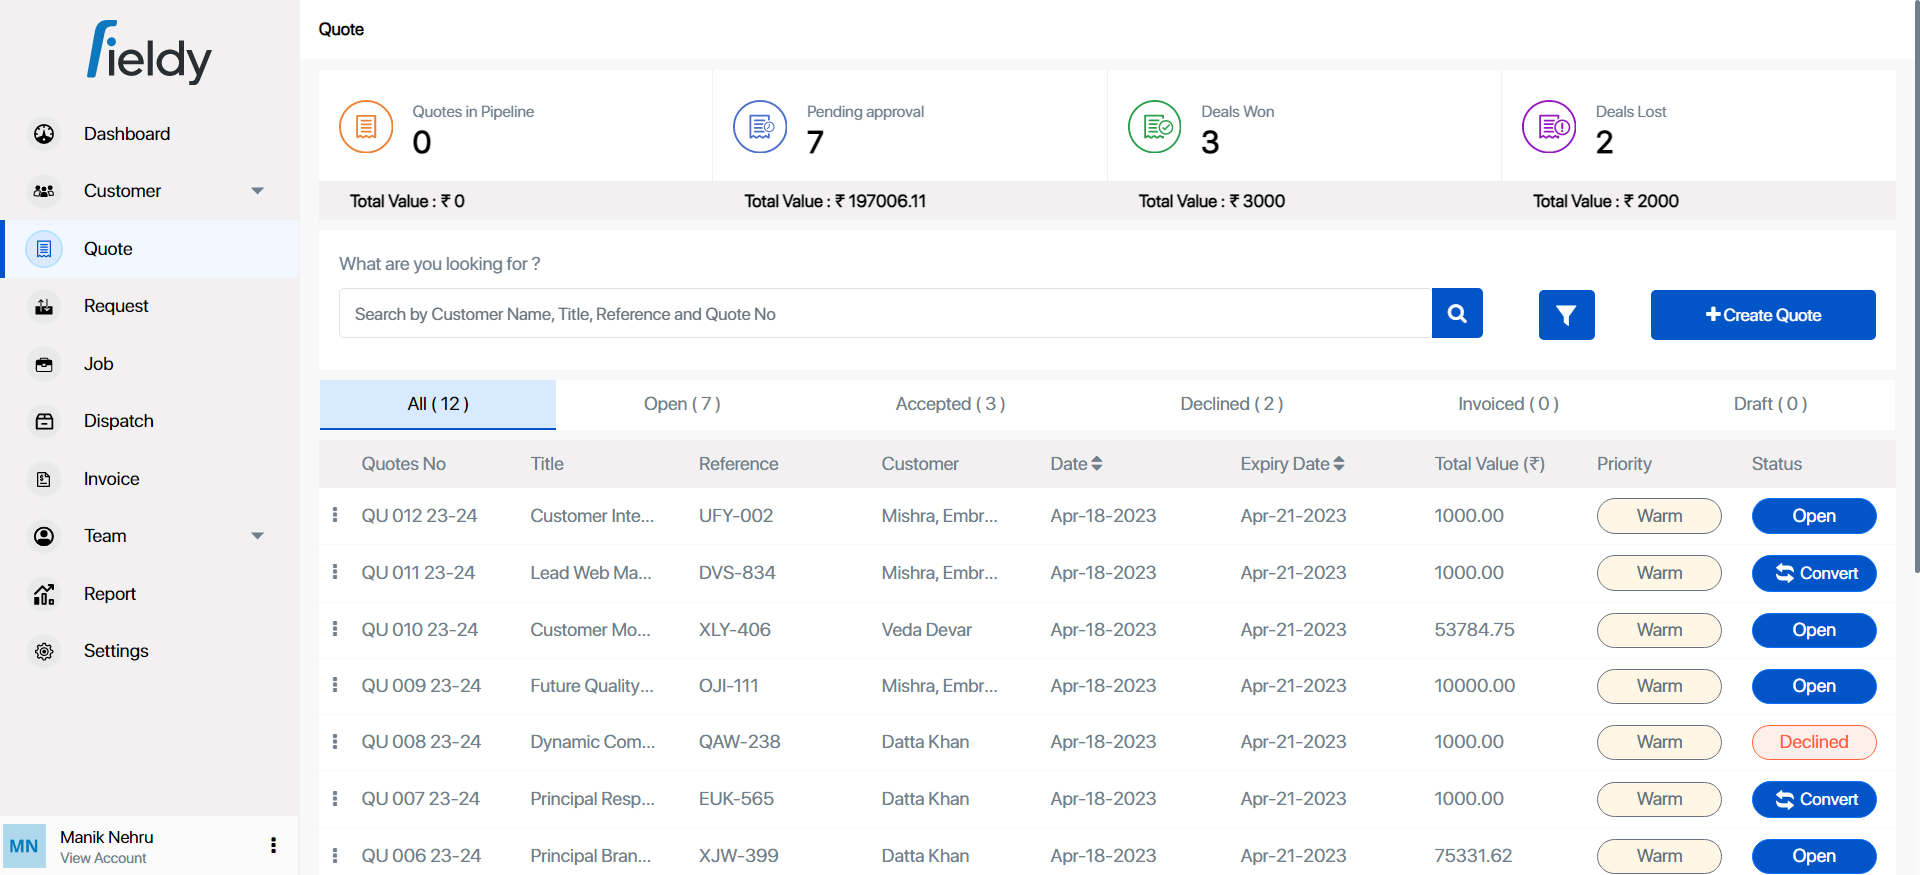 fieldy
Dashboard
Customer
Quote
Request
Job
Dispatch
Invoice
Team
Report
Settings
MN
Manik Nehru
View Account
Quote
Quotes in Pipeline
0
Total Value : ₹ 0
Pending approval
7
Total Value : ₹ 197006.11
Deals Won
3
Total Value : ₹ 3000
Deals Lost
2
Total Value : ₹ 2000
What are you looking for ?
Search by Customer Name, Title, Reference and Quote No
Create Quote
All ( 12 ) Open ( 7 ) Accepted ( 3 ) Declined ( 2 ) Invoiced ( 0 ) Draft ( 0 )
Quotes No Title Reference Customer Date Expiry Date Total Value (₹) Priority Status
QU 012 23-24 Customer Inte... UFY-002 Mishra, Embr... Apr-18-2023 Apr-21-2023 1000.00 Warm Open
QU 011 23-24 Lead Web Ma... DVS-834 Mishra, Embr... Apr-18-2023 Apr-21-2023 1000.00 Warm Convert
QU 010 23-24 Customer Mo... XLY-406 Veda Devar Apr-18-2023 Apr-21-2023 53784.75 Warm Open
QU 009 23-24 Future Quality... OJI-111 Mishra, Embr... Apr-18-2023 Apr-21-2023 10000.00 Warm Open
QU 008 23-24 Dynamic Com... QAW-238 Datta Khan Apr-18-2023 Apr-21-2023 1000.00 Warm Declined
QU 007 23-24 Principal Resp... EUK-565 Datta Khan Apr-18-2023 Apr-21-2023 1000.00 Warm Convert
QU 006 23-24 Principal Bran... XJW-399 Datta Khan Apr-18-2023 Apr-21-2023 75331.62 Warm Open